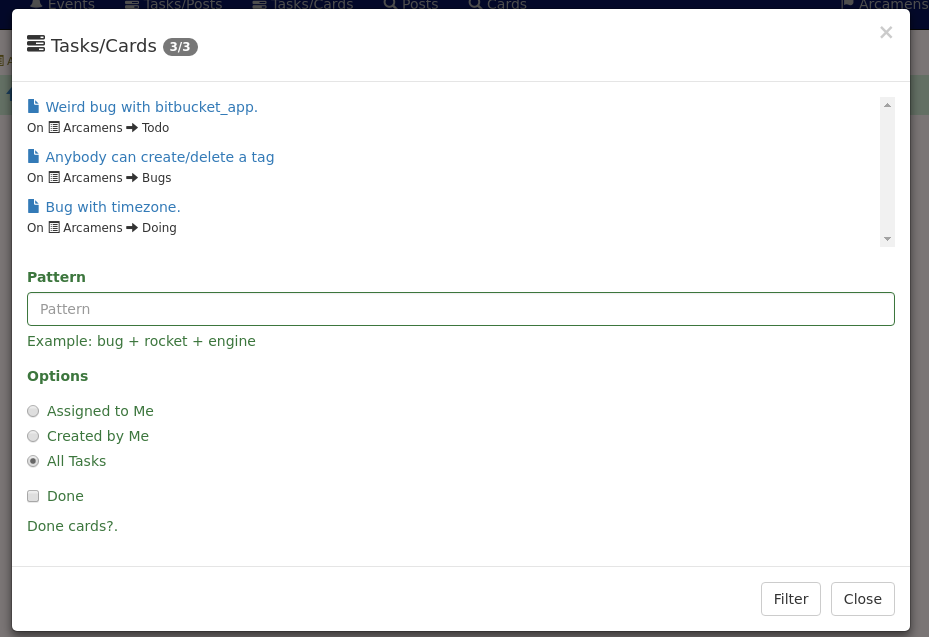 Events Tasks/Posts Tasks/Cards Posts Cards Arcamens
×
Tasks/Cards 3/3
Weird bug with bitbucket_app.
On Arcamens Todo
Anybody can create/delete a tag
On Arcamens Bugs
Bug with timezone.
On Arcamens Doing
Pattern
Pattern
Example: bug + rocket + engine
Options
Assigned to Me
Created by Me
All Tasks
Done
Done cards?.
Filter Close